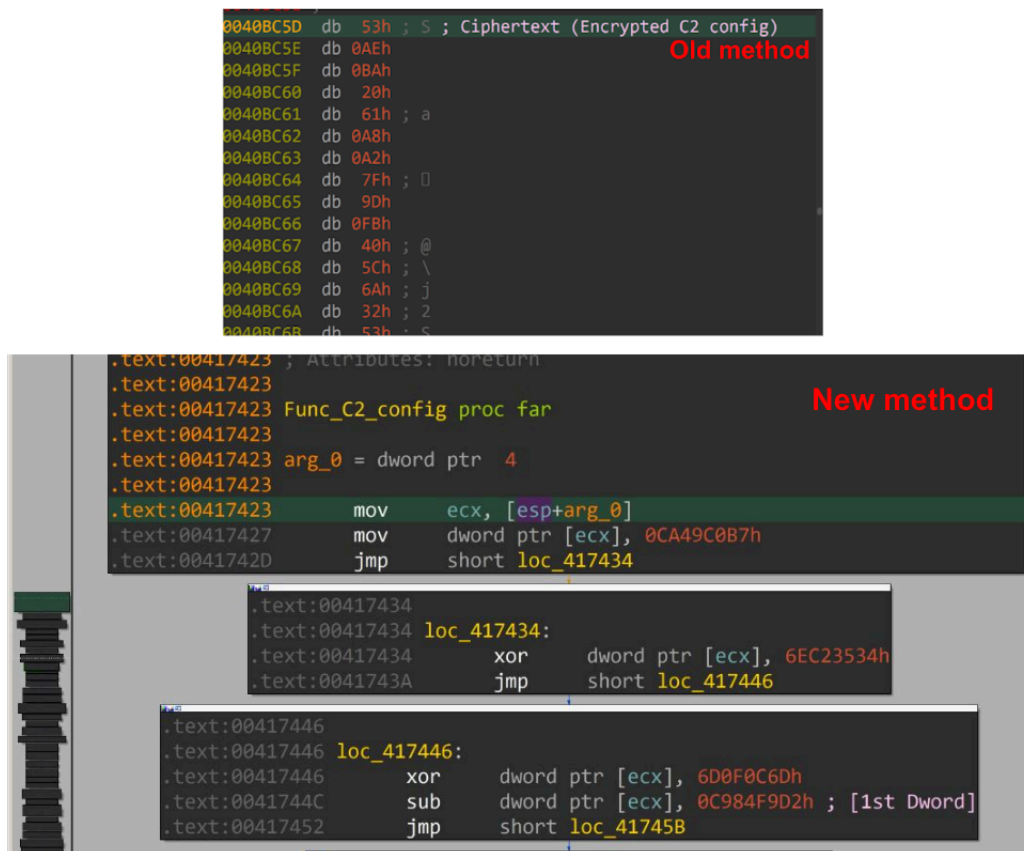 0040BC5D db 53h ; S ; Ciphertext (Encrypted C2 config)
Old method
0040BC5E db 0AEh
0040BC5F db 0BAh
0040BC60 db 20h
0040BC61 db 61h ; a
0040BC62 db 0A8h
0040BC63 db 0A2h
0040BC64 db 7Fh ; 
0040BC65 db 9Dh
0040BC66 db 0FBh
0040BC67 db 40h ; @
0040BC68 db 5Ch ; \
0040BC69 db 6Ah ; j
0040BC6A db 32h ; 2
0040BC6B db 53h ; S
.text:00417423 ; Attributes: noreturn
.text:00417423
New method
.text:00417423 Func_C2_config proc far
.text:00417423
.text:00417423 arg_0 = dword ptr 4
.text:00417423
.text:00417423 mov ecx, [esp+arg_0]
.text:00417427 mov dword ptr [ecx], 0CA49C0B7h
.text:0041742D jmp short loc_417434
.text:00417434
.text:00417434 loc_417434:
.text:00417434 xor dword ptr [ecx], 6EC23534h
.text:0041743A jmp short loc_417446
.text:00417446
.text:00417446 loc_417446:
.text:00417446 xor dword ptr [ecx], 6D0F0C6Dh
.text:0041744C sub dword ptr [ecx], 0C984F9D2h ; [1st Dword]
.text:00417452 jmp short loc_41745B